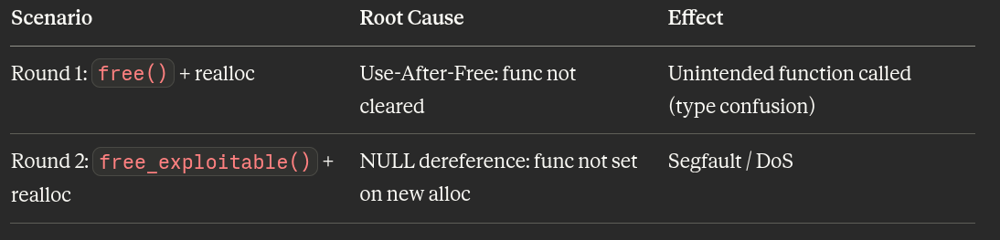 Scenario Root Cause Effect
Round 1: free() + realloc Use-After-Free: func not Unintended function called
cleared (type confusion)
Round 2: free_exploitable() + NULL dereference: func not set Segfault / DoS
realloc on new alloc